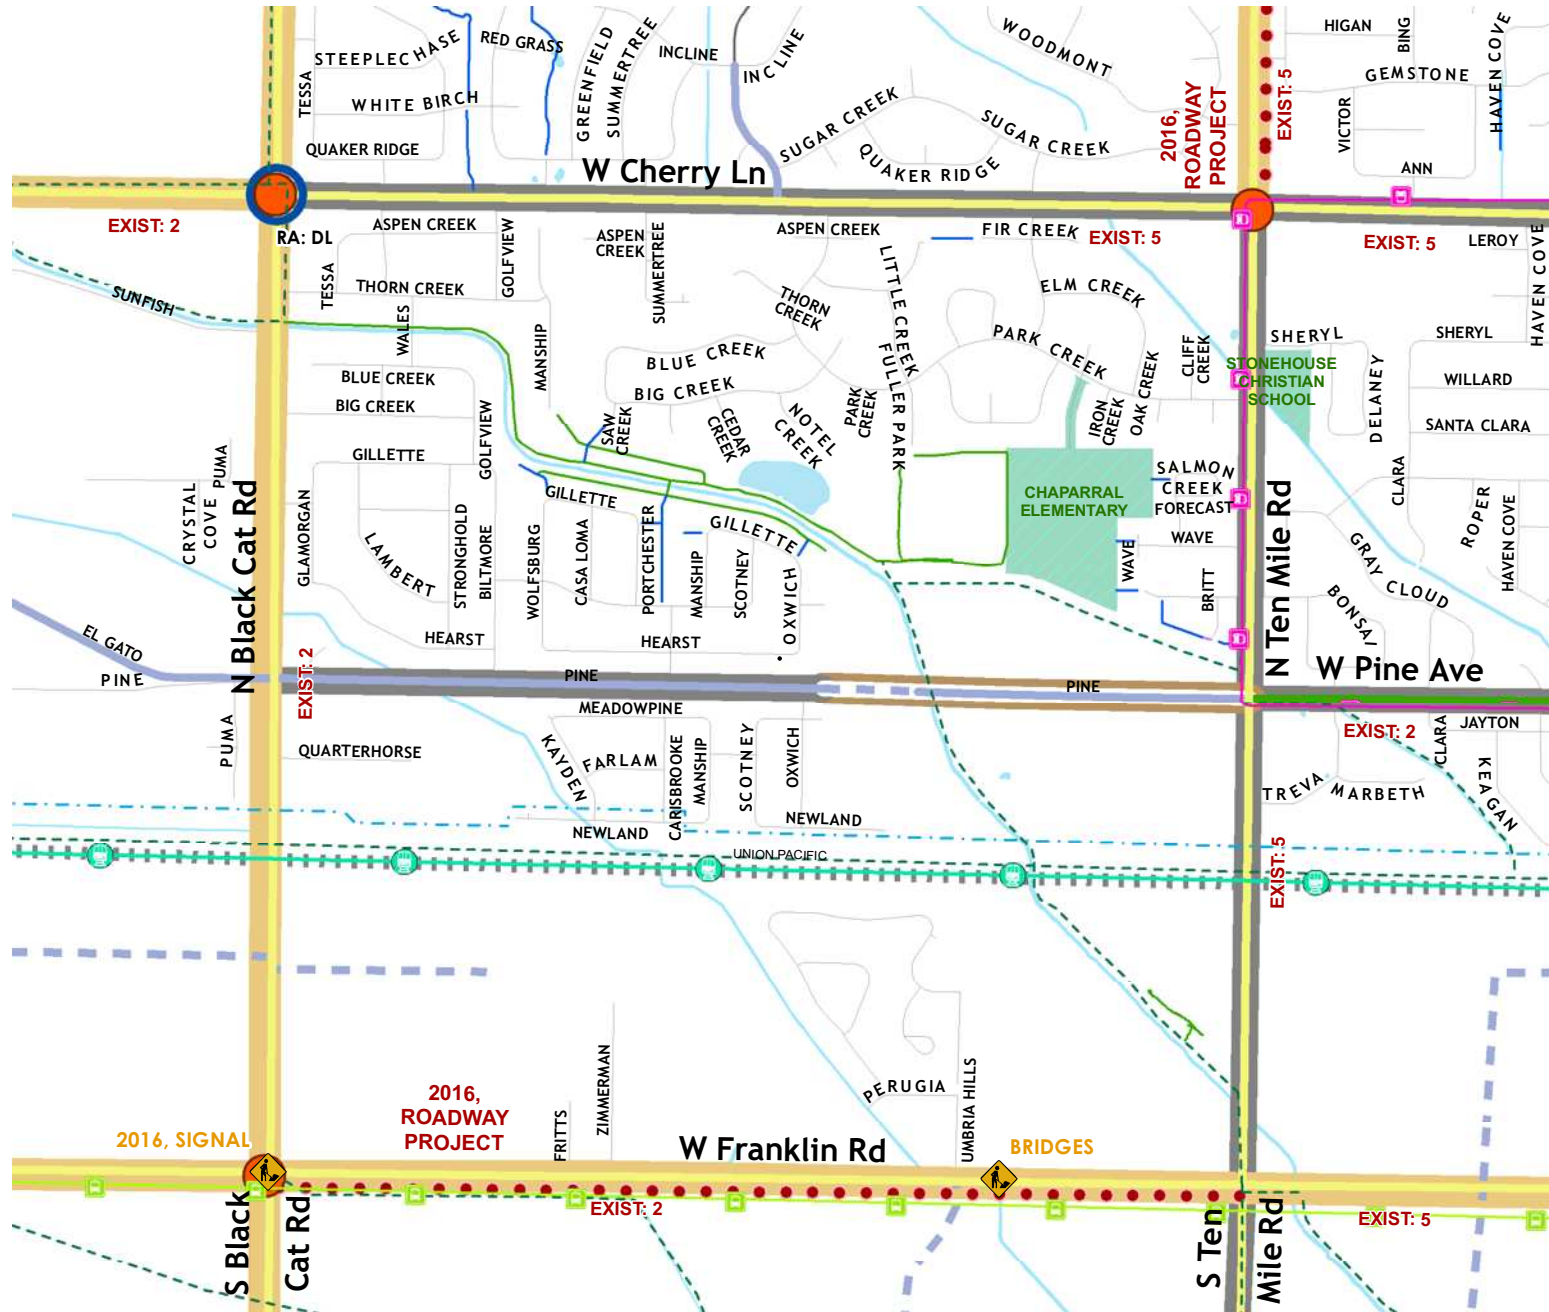 STEEPLECHASE
RED GRASS
GREENFIELD
SUMMERTREE
INCLINE
INCLINE
WOODMONT
HIGAN
BING
HAVEN COVE
TESSA
WHITE BIRCH
SUGAR CREEK
SUGAR CREEK
2016,
ROADWAY
PROJECT
EXIST: 5
GEMSTONE
VICTOR
QUAKER RIDGE
W Cherry Ln
QUAKER RIDGE
ANN
EXIST: 2
RA: DL
ASPEN CREEK
GOLFVIEW
ASPEN
CREEK
SUMMERTREE
ASPEN CREEK
FIR CREEK
EXIST: 5
EXIST: 5
LEROY
HAVEN COVE
SUNFISH
TESSA
THORN CREEK
WALES
MANSHIP
THORN
CREEK
LITTLE CREEK
ELM CREEK
PARK CREEK
CLIFF
CREEK
SHERYL
SHERYL
BLUE CREEK
BLUE CREEK
BIG CREEK
BIG CREEK
FULLER PARK
OAK CREEK
STONEHOUSE
CHRISTIAN
SCHOOL
DELANEY
WILLARD
GOLFVIEW
SAW
CREEK
CEDAR
CREEK
NOTEL
CREEK
PARK
CREEK
IRON
CREEK
SANTA CLARA
PUMA
CRYSTAL
COVE
GILLETTE
GILLETTE
GILLETTE
CHAPARRAL
ELEMENTARY
SALMON
CREEK
FORECAST
WAVE
WAVE
CLARA
ROPER
HAVEN COVE
N Black Cat Rd
GLAMORGAN
LAMBERT
STRONGHOLD
BILTMORE
WOLFSBURG
CASA LOMA
PORTCHESTER
MANSHIP
SCOTNEY
OXWICH
BRITT
N Ten Mile Rd
GRAY CLOUD
BONSAI
HEARST
HEARST
EL GATO
PINE
EXIST: 2
PINE
PINE
W Pine Ave
MEADOWPINE
EXIST: 2
CLARA
JAYTON
PUMA
QUARTERHORSE
KAYDEN
FARLAM
CARISBROOKE
MANSHIP
SCOTNEY
OXWICH
TREVA
MARBETH
KEAGAN
NEWLAND
NEWLAND
UNION PACIFIC
EXIST: 5
PERUGIA
UMBRIA HILLS
2016,
ROADWAY
PROJECT
FRITTS
ZIMMERMAN
2016, SIGNAL
W Franklin Rd
BRIDGES
EXIST: 2
EXIST: 5
S Black
Cat Rd
S Ten
Mile Rd